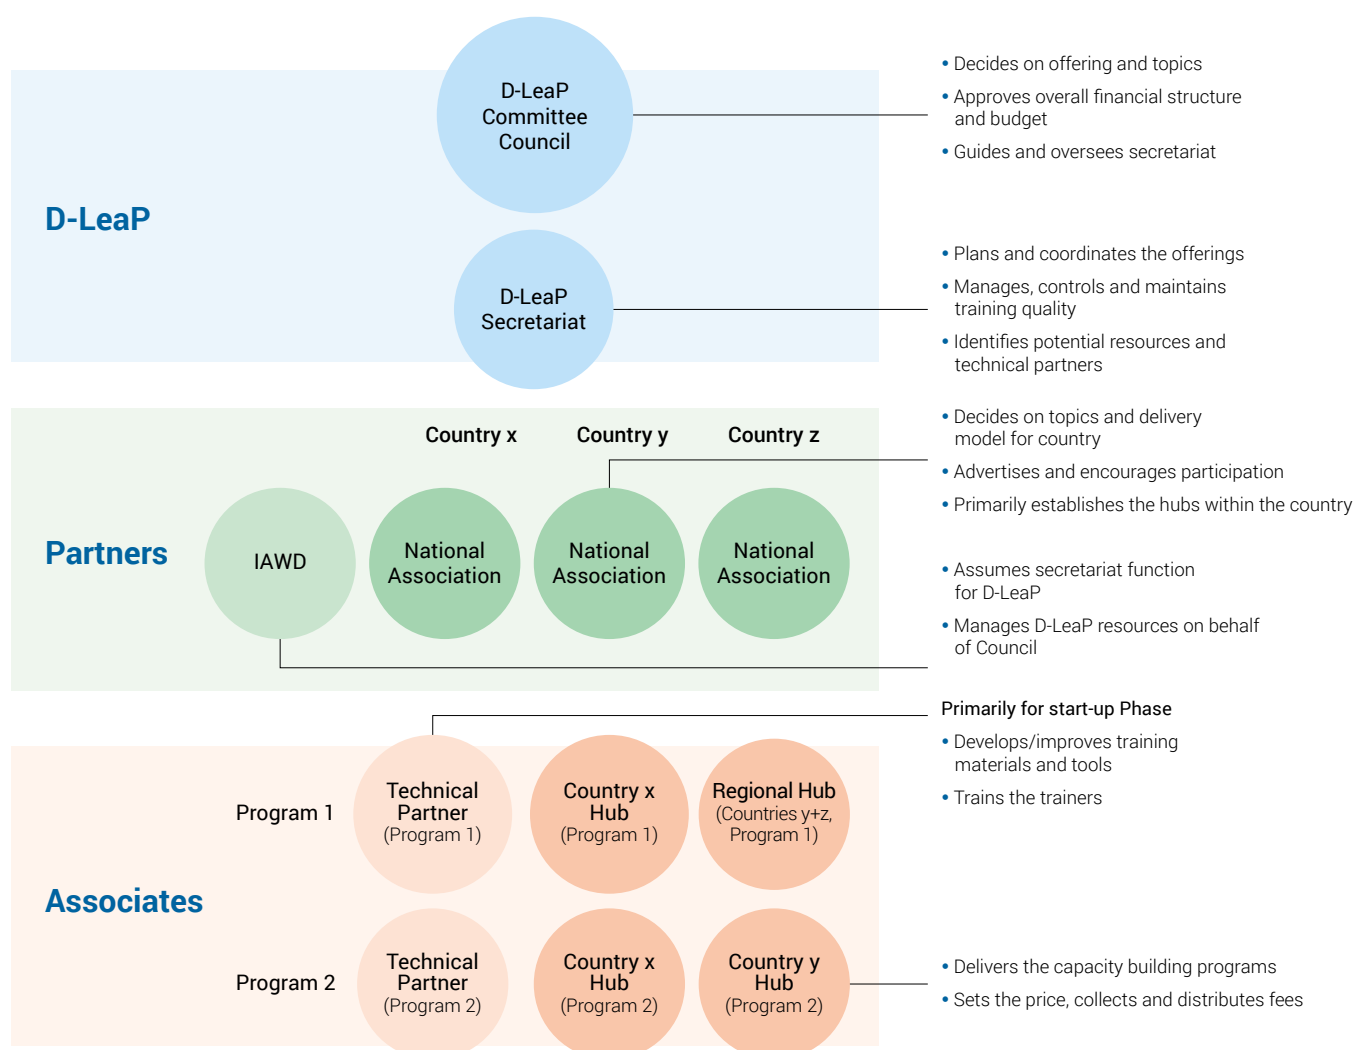 D-LeaP
D-LeaP
Committee
Council
• Decides on offering and topics
• Approves overall financial structure
and budget
• Guides and oversees secretariat
D-LeaP
Secretariat
• Plans and coordinates the offerings
• Manages, controls and maintains
training quality
• Identifies potential resources and
technical partners
Partners
Country x
Country y
Country z
IAWD
National
Association
National
Association
National
Association
• Decides on topics and delivery
model for country
• Advertises and encourages participation
• Primarily establishes the hubs within the country
• Assumes secretariat function
for D-LeaP
• Manages D-LeaP resources on behalf
of Council
Associates
Program 1
Technical
Partner
(Program 1)
Country x
Hub
(Program 1)
Regional Hub
(Countries y+z,
Program 1)
Primarily for start-up Phase
• Develops/improves training
materials and tools
• Trains the trainers
Program 2
Technical
Partner
(Program 2)
Country x
Hub
(Program 2)
Country y
Hub
(Program 2)
• Delivers the capacity building programs
• Sets the price, collects and distributes fees